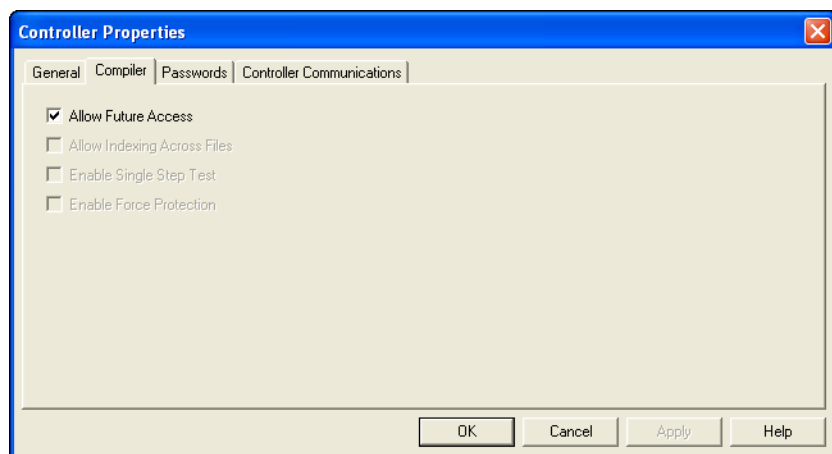 Controller Properties
General Compiler Passwords Controller Communications
Allow Future Access
Allow Indexing Across Files
Enable Single Step Test
Enable Force Protection
OK Cancel Apply Help